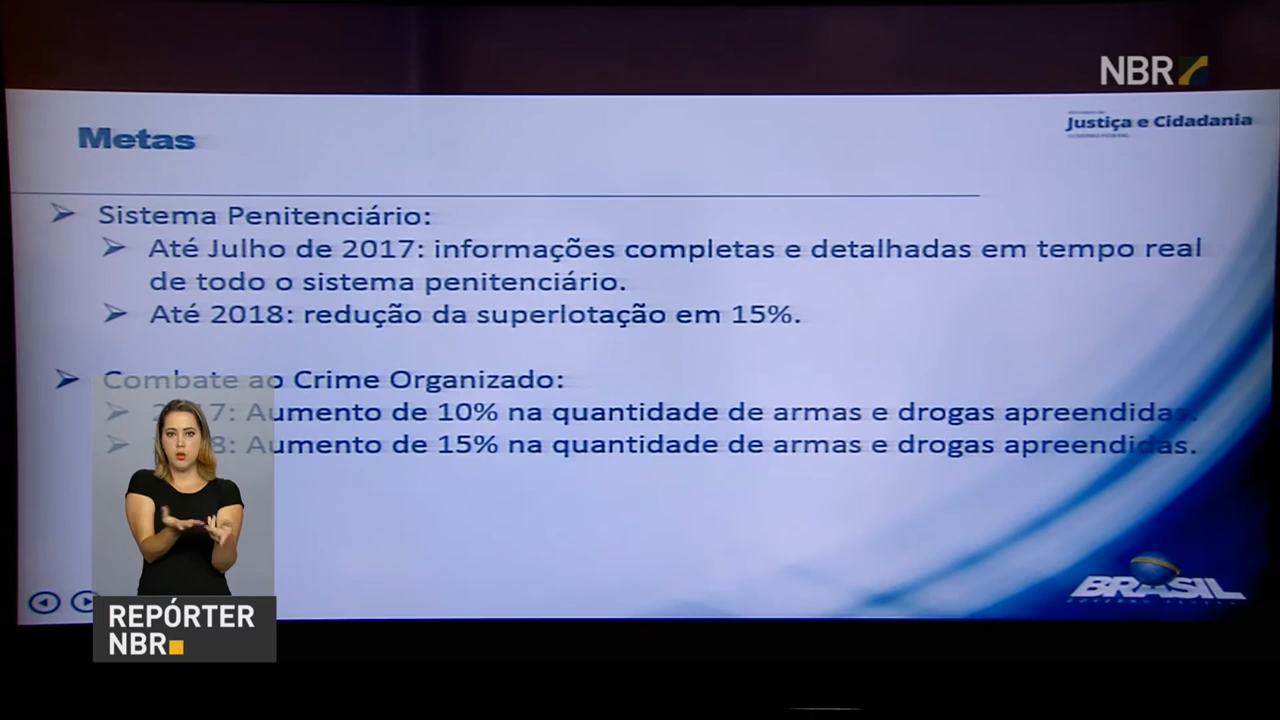 NBR
Metas
Justiça e Cidadania
Sistema Penitenciário:
Até Julho de 2017: informações completas e detalhadas em tempo real
de todo o sistema penitenciário.
Até 2018: redução da superlotação em 15%.
Combate ao Crime Organizado:
2017: Aumento de 10% na quantidade de armas e drogas apreendidas.
Aumento de 15% na quantidade de armas e drogas apreendidas.
BRASIL
REPÓRTER
NBR